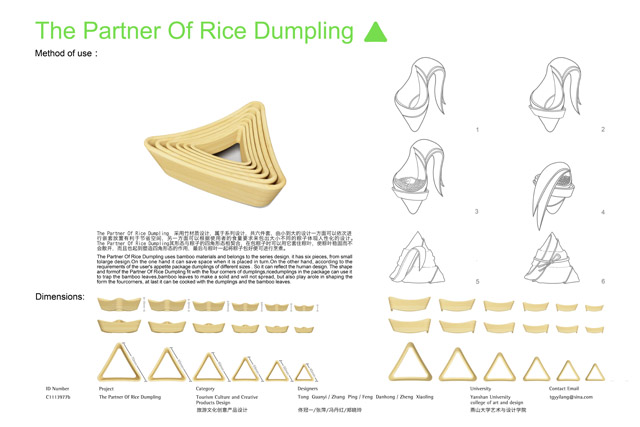 The Partner Of Rice Dumpling
Method of use :
1
2
3
4
5
6
The Partner Of Rice Dumpling 采用竹材质设计，属于系列设计，共六件套，由小到大的设计一方面可以依次进
行嵌套放置有利于节省空间，另一方面可以根据使用者的食量要求来包出大小不同的粽子体现人性化的设计。
The Partner Of Rice Dumpling其形态与粽子的四角形态相契合，在包粽子时可以用它套住粽叶，使粽叶稳固而不
会散开，而且也起到塑造四角形态的作用，最后与粽叶一起将粽子包好便可进行烹煮。
The Partner Of Rice Dumpling uses bamboo materials and belongs to the series design, it has six pieces, from small
tolarge design.On the one hand it can save space when it is placed in turn.On the other hand ,according to the
requirements of the user's appetite package dumplings of different sizes . So it can reflect the human design. The shape
and formof the Partner Of Rice Dumpling fit with the four corners of dumplings,ricedumplings in the package can use it
to trap the bamboo leaves,bamboo leaves to make a solid and will not spread, but also play arole in shaping the
form the fourcorners, at last it can be cooked with the dumplings and the bamboo leaves.
Dimensions:
ID Number
C11139776
Project
The Partner Of Rice Dumpling
Category
Tourism Culture and Creative
Products Design
旅游文化创意产品设计
Designers
Tong Guanyi / Zhang Ping / Feng Danhong / Zheng Xiaoling
佟冠一/张萍/冯丹红/郑晓玲
University
Yanshan University
college of art and design
燕山大学艺术与设计学院
Contact Email
tgyyilang@sina.com